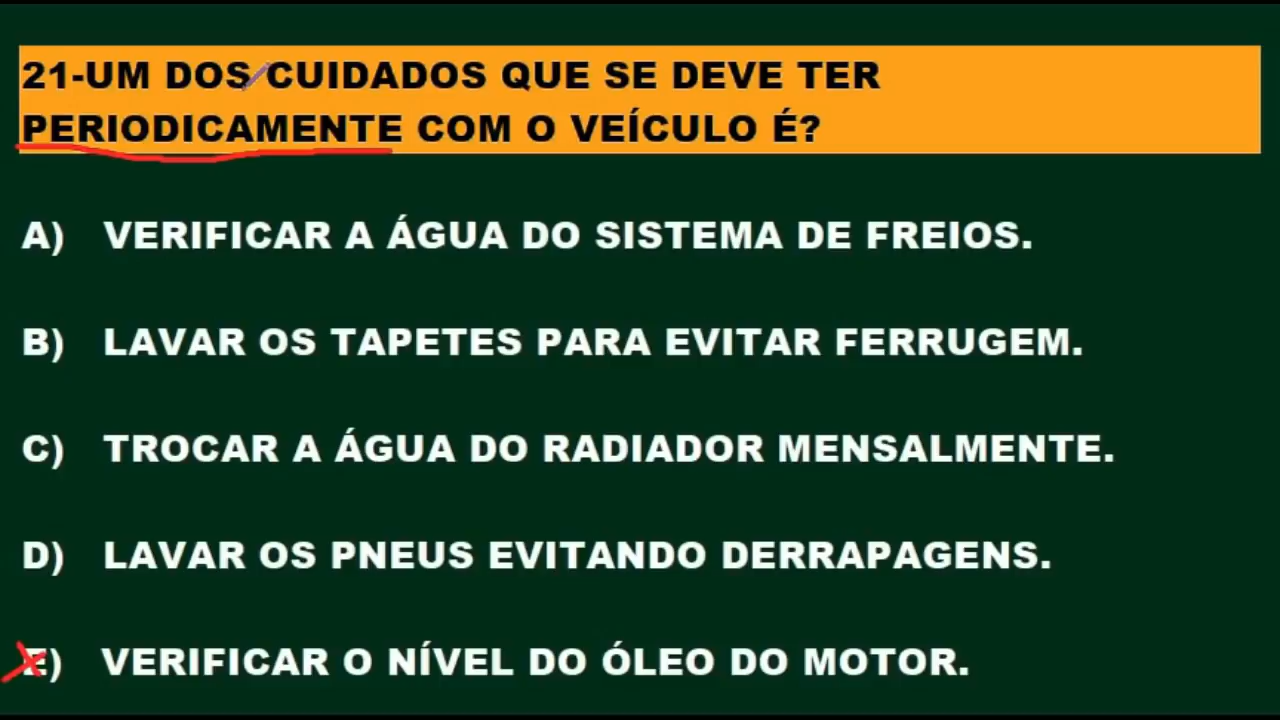 21-UM DOS CUIDADOS QUE SE DEVE TER
PERIODICAMENTE COM O VEÍCULO É?
A) VERIFICAR A ÁGUA DO SISTEMA DE FREIOS.
B) LAVAR OS TAPETES PARA EVITAR FERRUGEM.
C) TROCAR A ÁGUA DO RADIADOR MENSALMENTE.
D) LAVAR OS PNEUS EVITANDO DERRAPAGENS.
E) VERIFICAR O NÍVEL DO ÓLEO DO MOTOR.